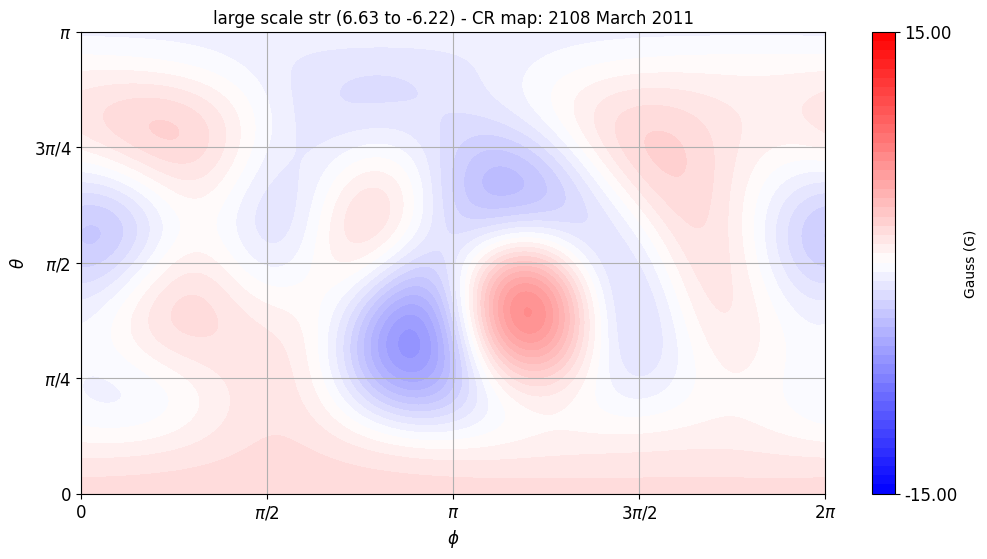 large scale str (6.63 to -6.22) - CR map: 2108 March 2011
π
3π/4
π/2
π/4
0
θ
0
π/2
π
3π/2
2π
ϕ
15.00
-15.00
Gauss (G)